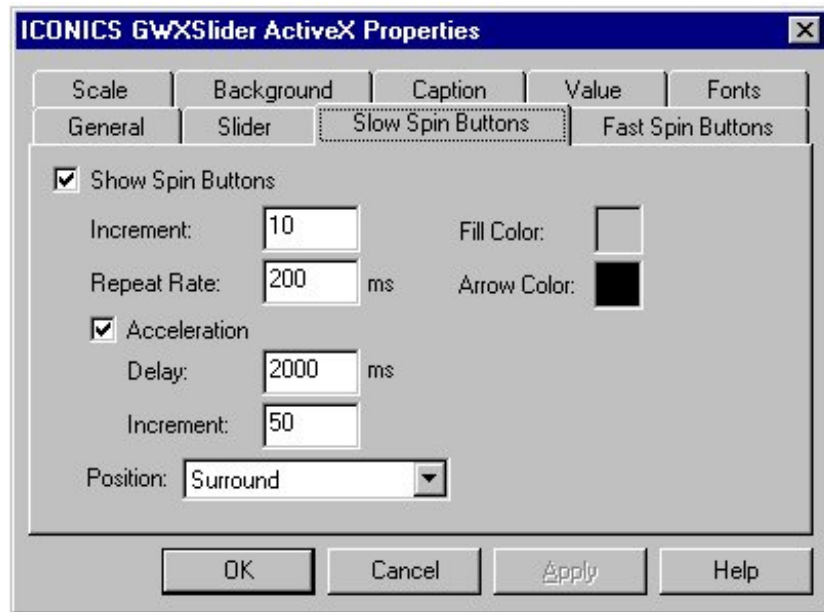 ICONICS GWXSlider ActiveX Properties
Scale Background Caption Value Fonts
General Slider Slow Spin Buttons Fast Spin Buttons
Show Spin Buttons
Increment: 10 Fill Color:
Repeat Rate: 200 ms Arrow Color:
Acceleration
Delay: 2000 ms
Increment: 50
Position: Surround
OK Cancel Apply Help